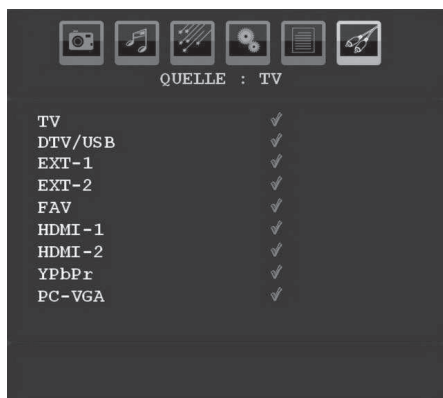 QUELLE : TV
TV
DTV/USB
EXT-1
EXT-2
FAV
HDMI-1
HDMI-2
YPbPr
PC-VGA